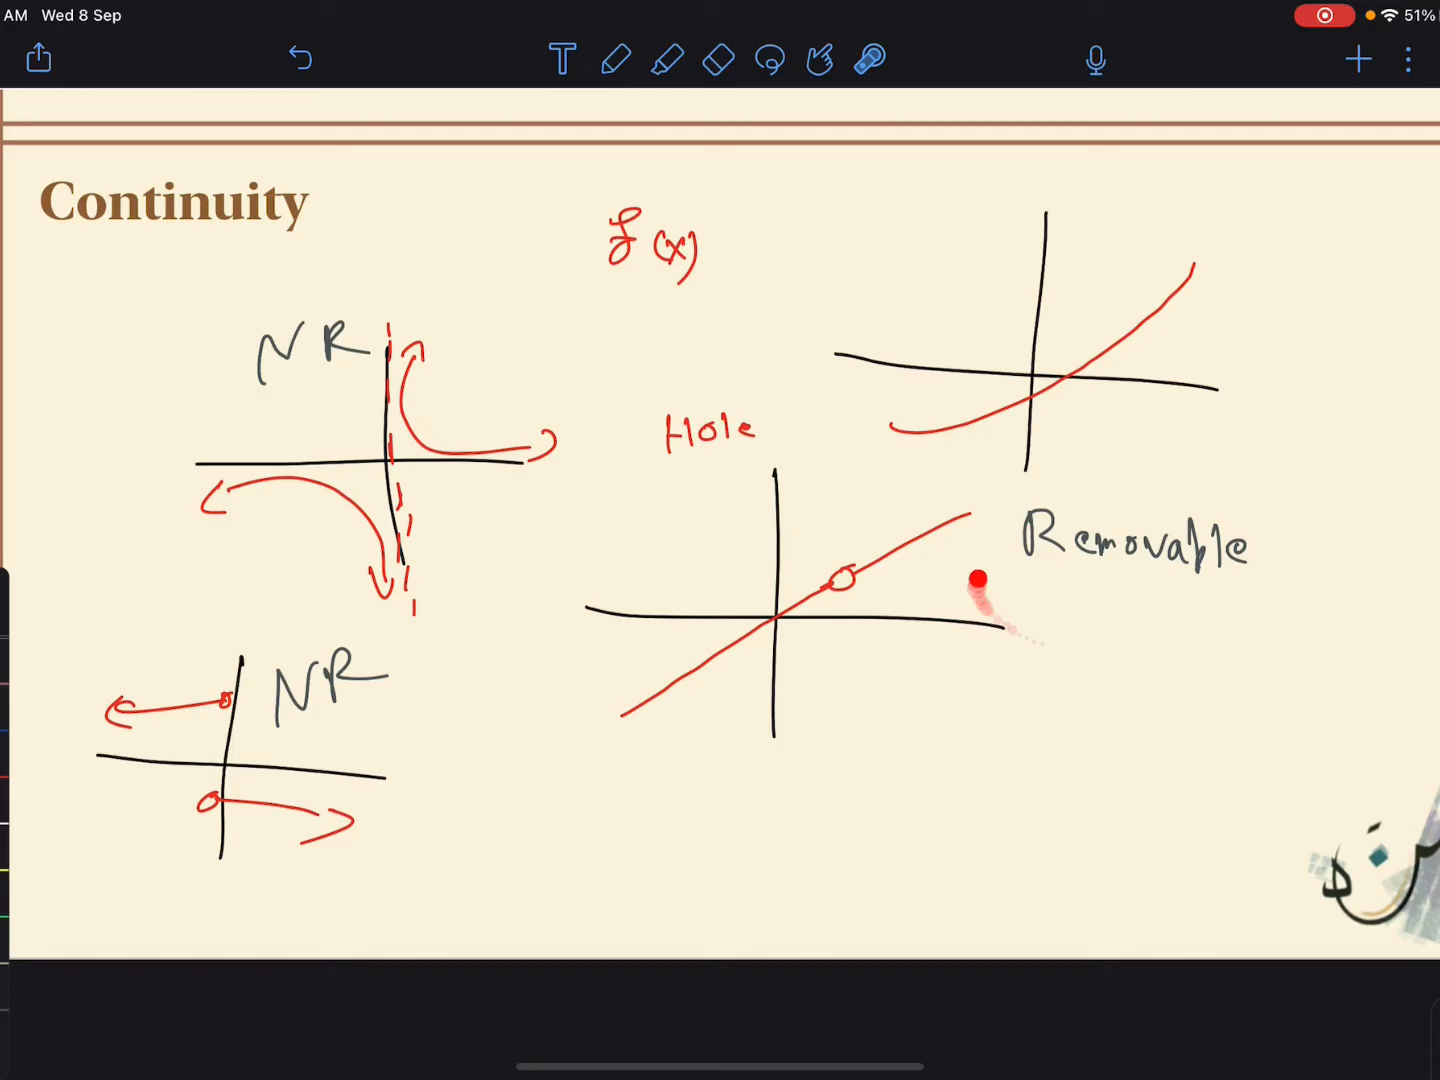 AM Wed 8 Sep
51%
Continuity
f(x)
NR
Hole
Removable
NR